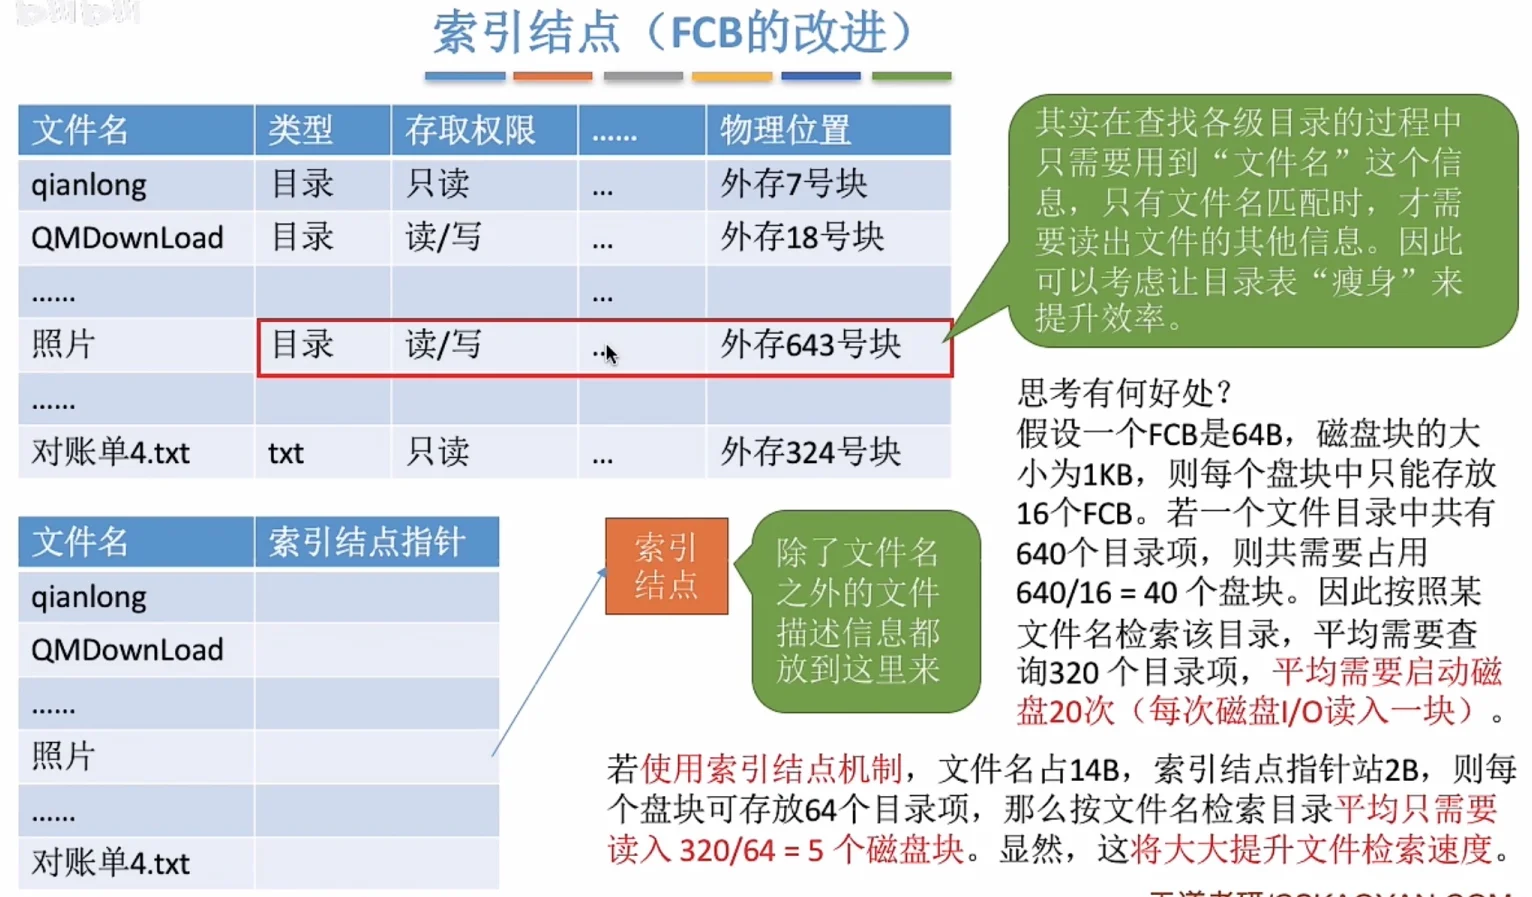 索引结点（FCB的改进）
文件名 类型 存取权限 ...... 物理位置
qianlong 目录 只读 ... 外存7号块
QMDownLoad 目录 读/写 ... 外存18号块
...... ...
照片 目录 读/写 ... 外存643号块
......
对账单4.txt txt 只读 ... 外存324号块
其实在查找各级目录的过程中
只需要用到“文件名”这个信
息，只有文件名匹配时，才需
要读出文件的其他信息。因此
可以考虑让目录表“瘦身”来
提升效率。
文件名 索引结点指针
qianlong
QMDownLoad
......
照片
......
对账单4.txt
索引
结点
除了文件名
之外的文件
描述信息都
放到这里来
思考有何好处？
假设一个FCB是64B，磁盘块的大
小为1KB，则每个盘块中只能存放
16个FCB。若一个文件目录中共有
640个目录项，则共需要占用
640/16 = 40 个盘块。因此按照某
文件名检索该目录，平均需要查
询320 个目录项，平均需要启动磁
盘20次（每次磁盘I/O读入一块）。
若使用索引结点机制，文件名占14B，索引结点指针站2B，则每
个盘块可存放64个目录项，那么按文件名检索目录平均只需要
读入 320/64 = 5 个磁盘块。显然，这将大大提升文件检索速度。